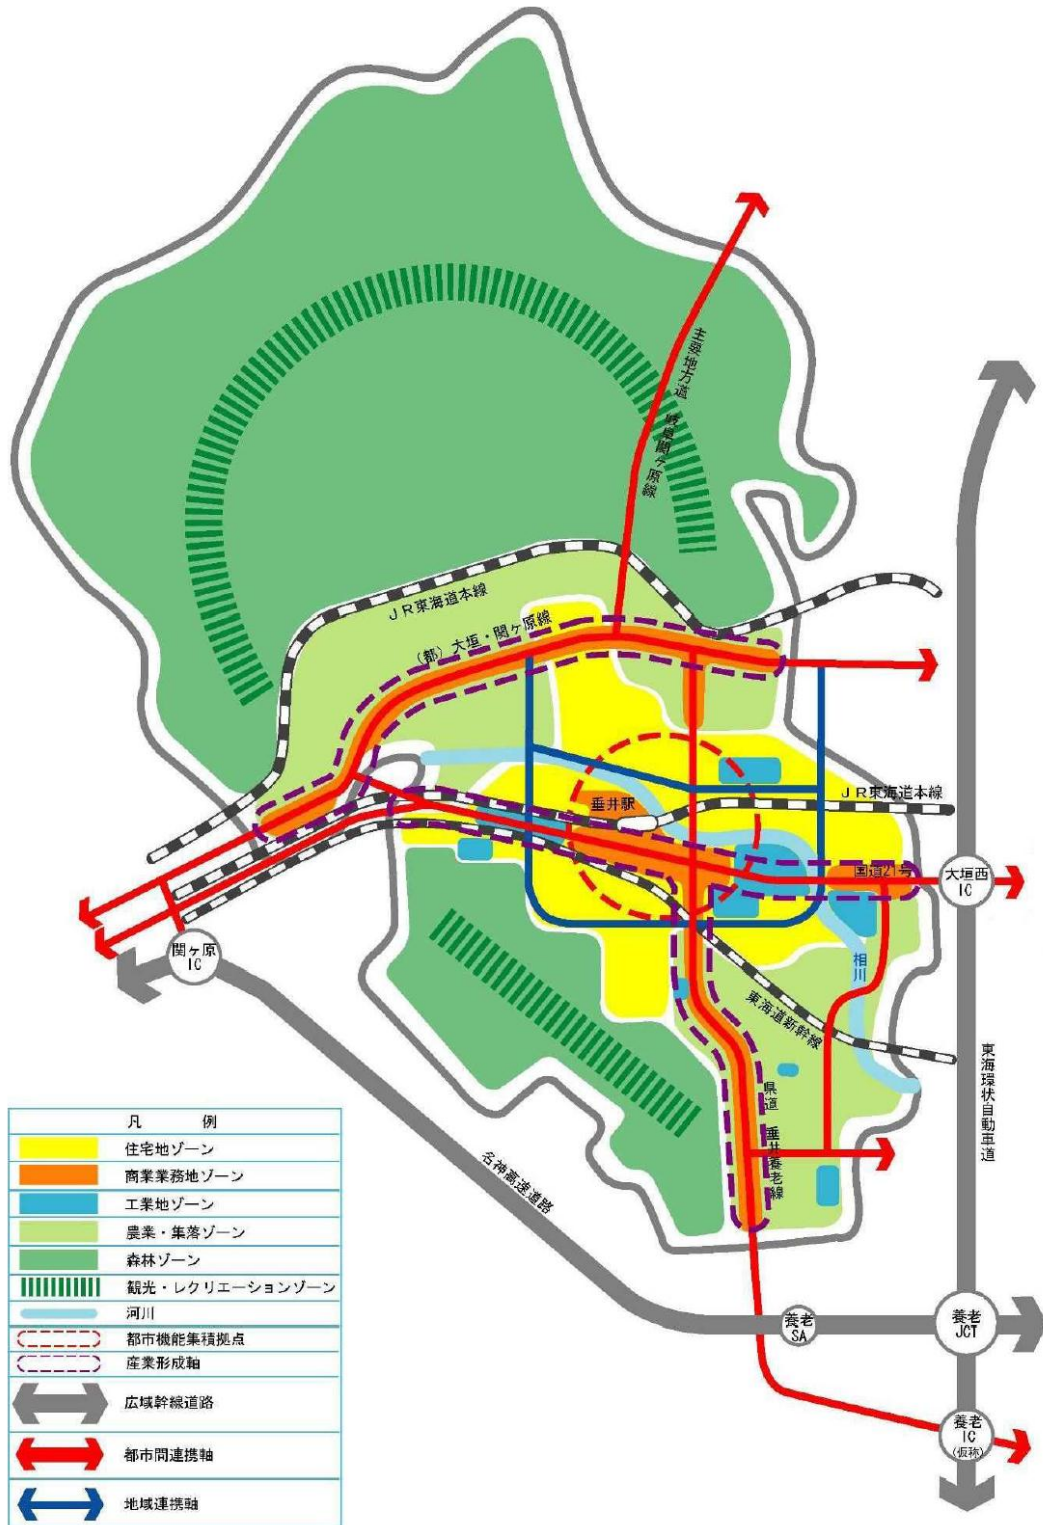 主要地方道 岐阜関ヶ原線
JR東海道本線
(都)大垣・関ヶ原線
垂井駅
JR東海道本線
国道21号
大垣西
IC
関ヶ原
IC
相川
東海道新幹線
東海環状自動車道
県道 垂井養老線
名神高速道路
養老
SA
養老
JCT
養老
IC
(仮称)
凡 例
住宅地ゾーン
商業業務地ゾーン
工業地ゾーン
農業・集落ゾーン
森林ゾーン
観光・レクリエーションゾーン
河川
都市機能集積拠点
産業形成軸
広域幹線道路
都市間連携軸
地域連携軸